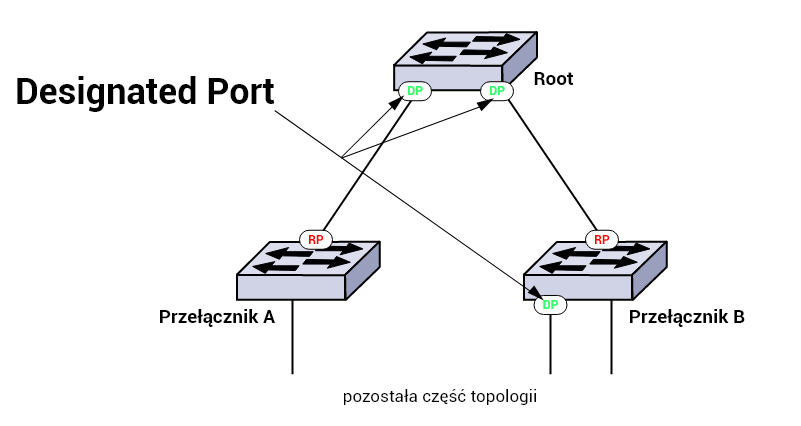 Root
Designated Port
DP
DP
RP
RP
DP
Przełącznik A
Przełącznik B
pozostała część topologii